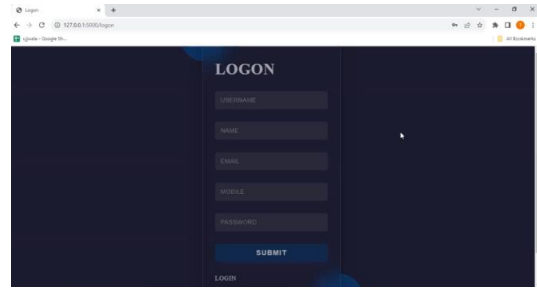 Logon
127.0.0.1:5000/logon
All Bookmarks
LOGON
USERNAME
NAME
EMAIL
MOBILE
PASSWORD
SUBMIT
LOGIN